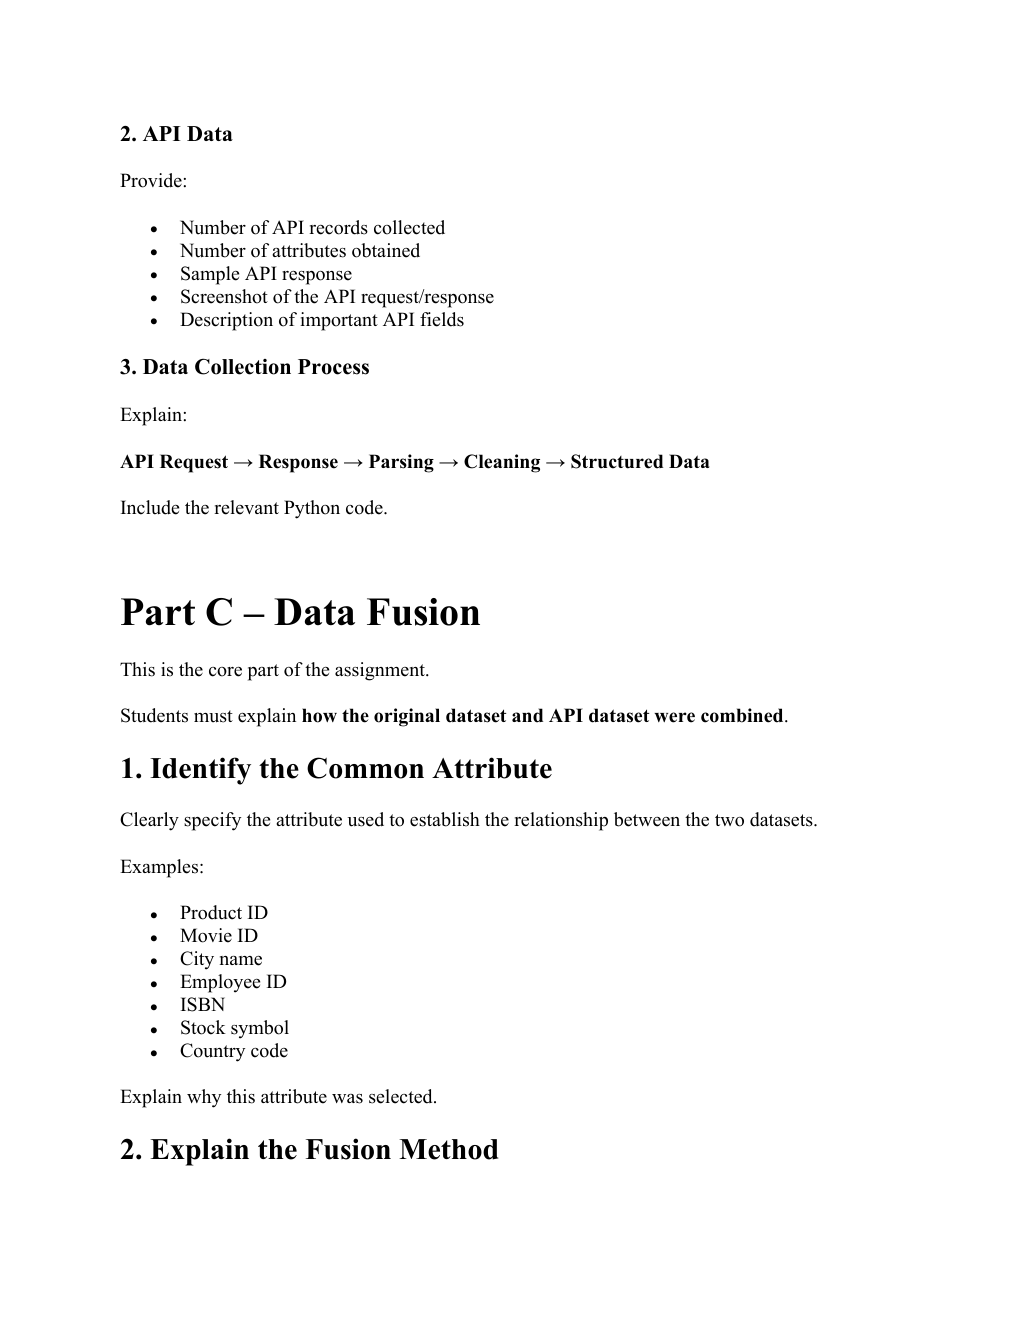 2. API Data
Provide:
• Number of API records collected
• Number of attributes obtained
• Sample API response
• Screenshot of the API request/response
• Description of important API fields
3. Data Collection Process
Explain:
API Request → Response → Parsing → Cleaning → Structured Data
Include the relevant Python code.
Part C – Data Fusion
This is the core part of the assignment.
Students must explain how the original dataset and API dataset were combined.
1. Identify the Common Attribute
Clearly specify the attribute used to establish the relationship between the two datasets.
Examples:
• Product ID
• Movie ID
• City name
• Employee ID
• ISBN
• Stock symbol
• Country code
Explain why this attribute was selected.
2. Explain the Fusion Method